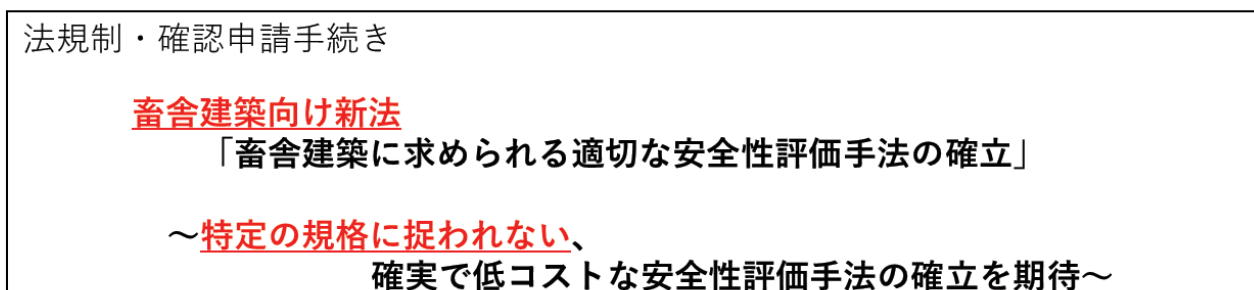 法規制・確認申請手続き
畜舎建築向け新法
「畜舎建築に求められる適切な安全性評価手法の確立」
～特定の規格に捉われない、
確実で低コストな安全性評価手法の確立を期待～